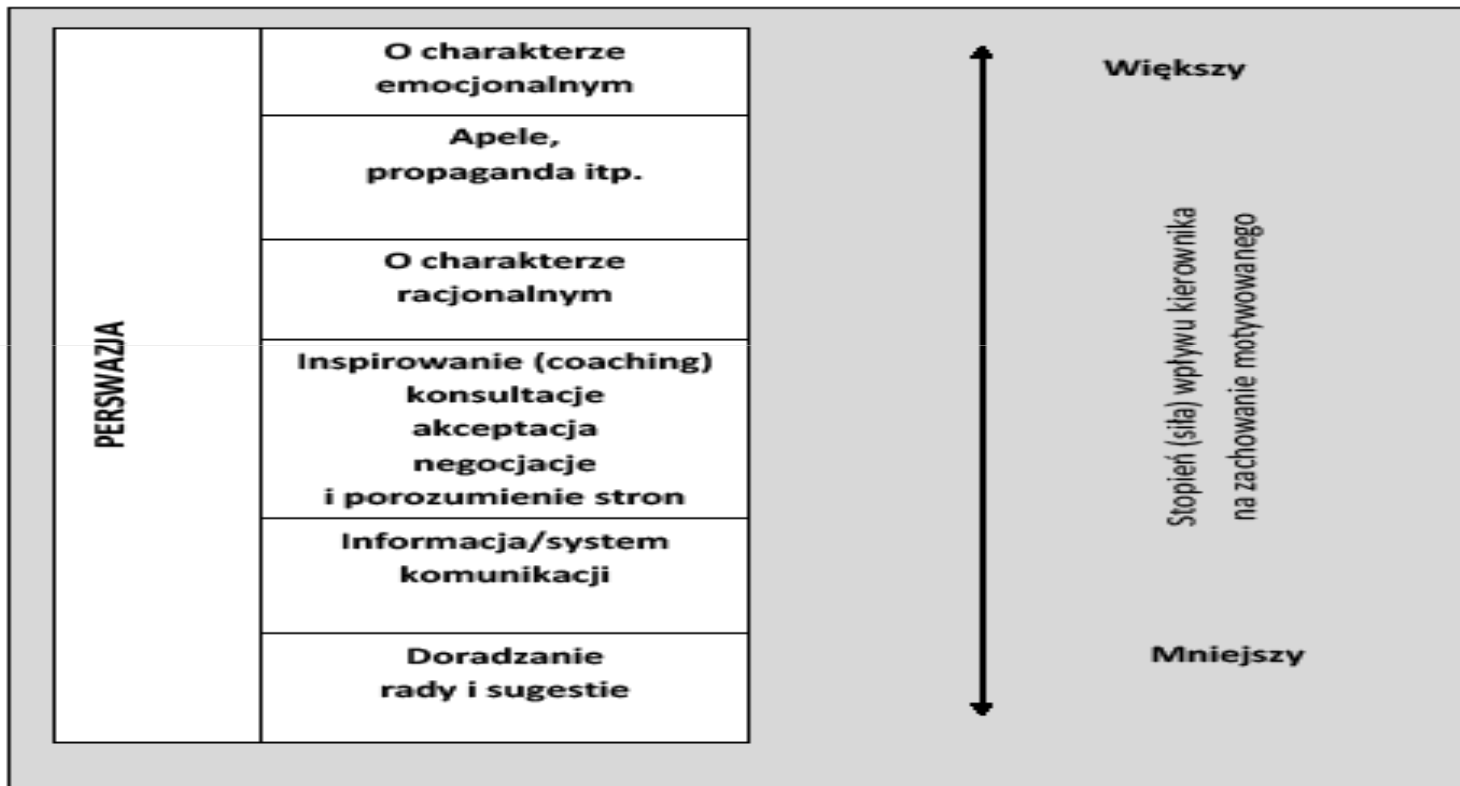 PERSWAZJA
O charakterze
emocjonalnym
Apele,
propaganda itp.
O charakterze
racjonalnym
Inspirowanie (coaching)
konsultacje
akceptacja
negocjacje
i porozumienie stron
Informacja/system
komunikacji
Doradzanie
rady i sugestie
Większy
Stopień (siła) wpływu kierownika
na zachowanie motywowanego
Mniejszy